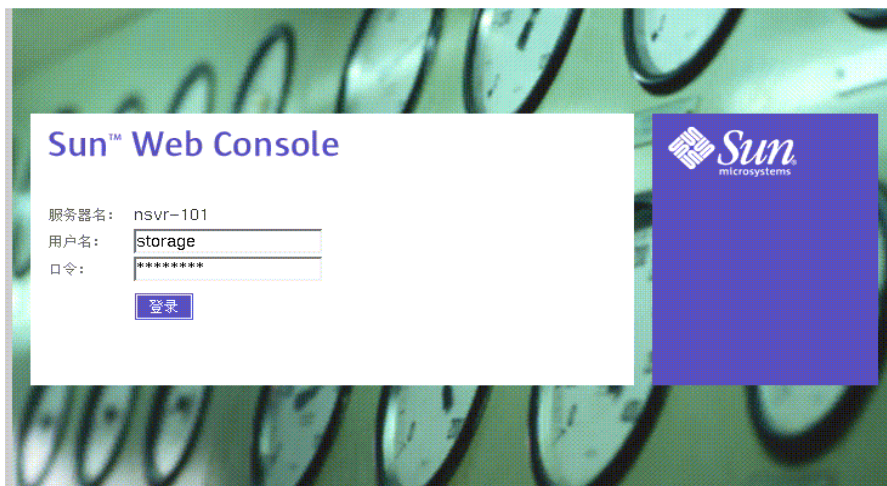 Sun™ Web Console
Sun
microsystems
服务器名： nsvr-101
用户名： storage
口令： ********
登录